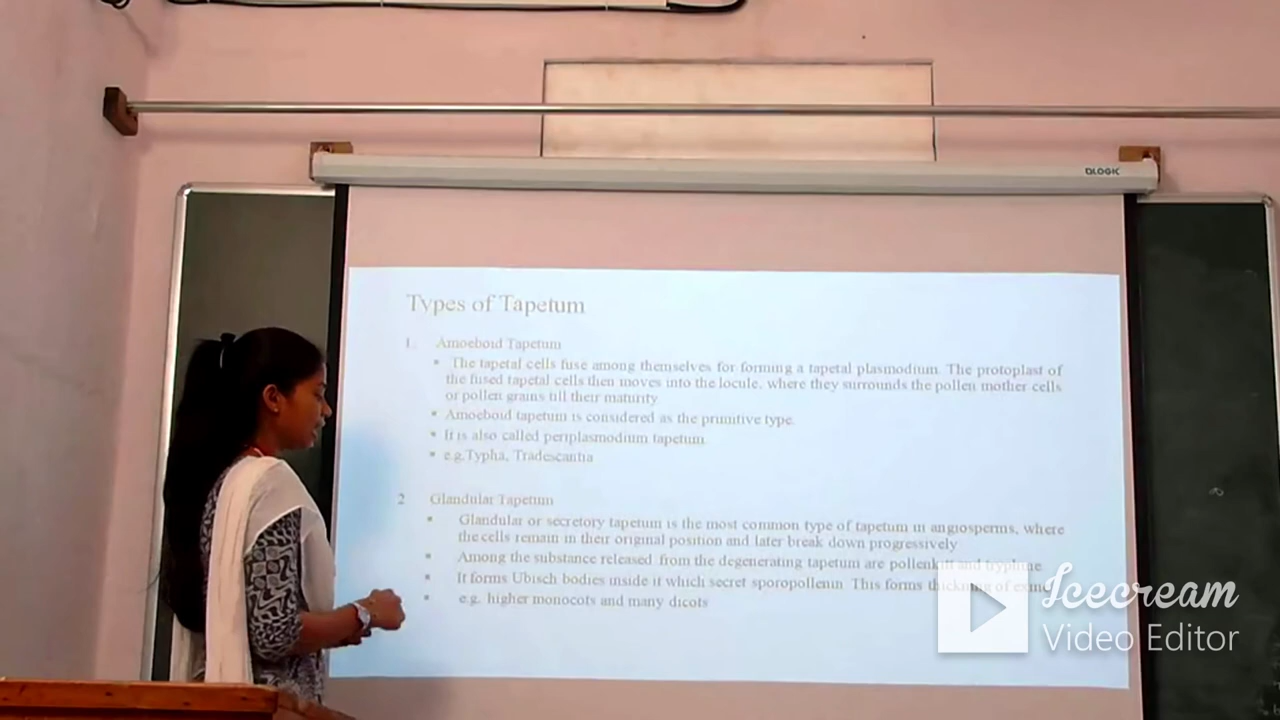 DLOGIC
Types of Tapetum
1. Amoeboid Tapetum
▪ The tapetal cells fuse among themselves for forming a tapetal plasmodium. The protoplast of
the fused tapetal cells then moves into the locule, where they surrounds the pollen mother cells
or pollen grains till their maturity
▪ Amoeboid tapetum is considered as the primitive type.
▪ It is also called periplasmodium tapetum.
▪ e.g.Typha, Tradescantia
2 Glandular Tapetum
▪ Glandular or secretory tapetum is the most common type of tapetum in angiosperms, where
the cells remain in their original position and later break down progressively
▪ Among the substance released from the degenerating tapetum are pollenkitt and tryphine
▪ It forms Ubisch bodies inside it which secret sporopollenin. This forms thickning of exine
▪ e.g. higher monocots and many dicots
Icecream
Video Editor